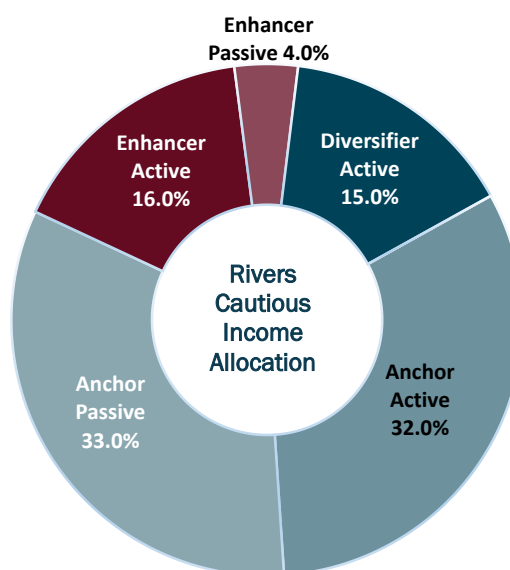 Enhancer
Passive 4.0%
Enhancer
Active
16.0%
Diversifier
Active
15.0%
Rivers
Cautious
Income
Allocation
Anchor
Passive
33.0%
Anchor
Active
32.0%